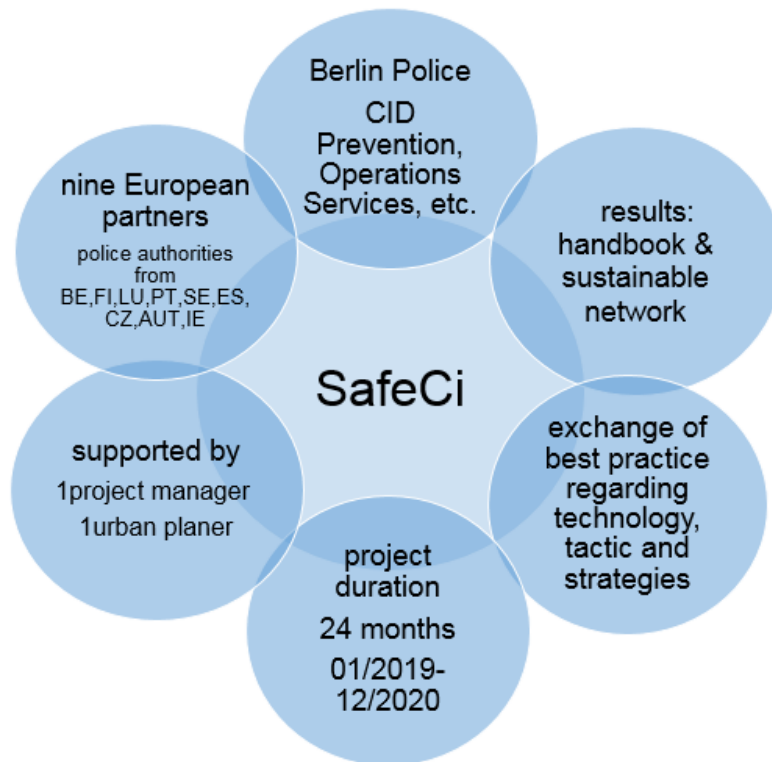 Berlin Police
CID
Prevention,
Operations
Services, etc.
results:
handbook &
sustainable
network
exchange of
best practice
regarding
technology,
tactic and
strategies
project
duration
24 months
01/2019-
12/2020
supported by
1project manager
1urban planer
nine European
partners
police authorities
from
BE,FI,LU,PT,SE,ES,
CZ,AUT,IE
SafeCi